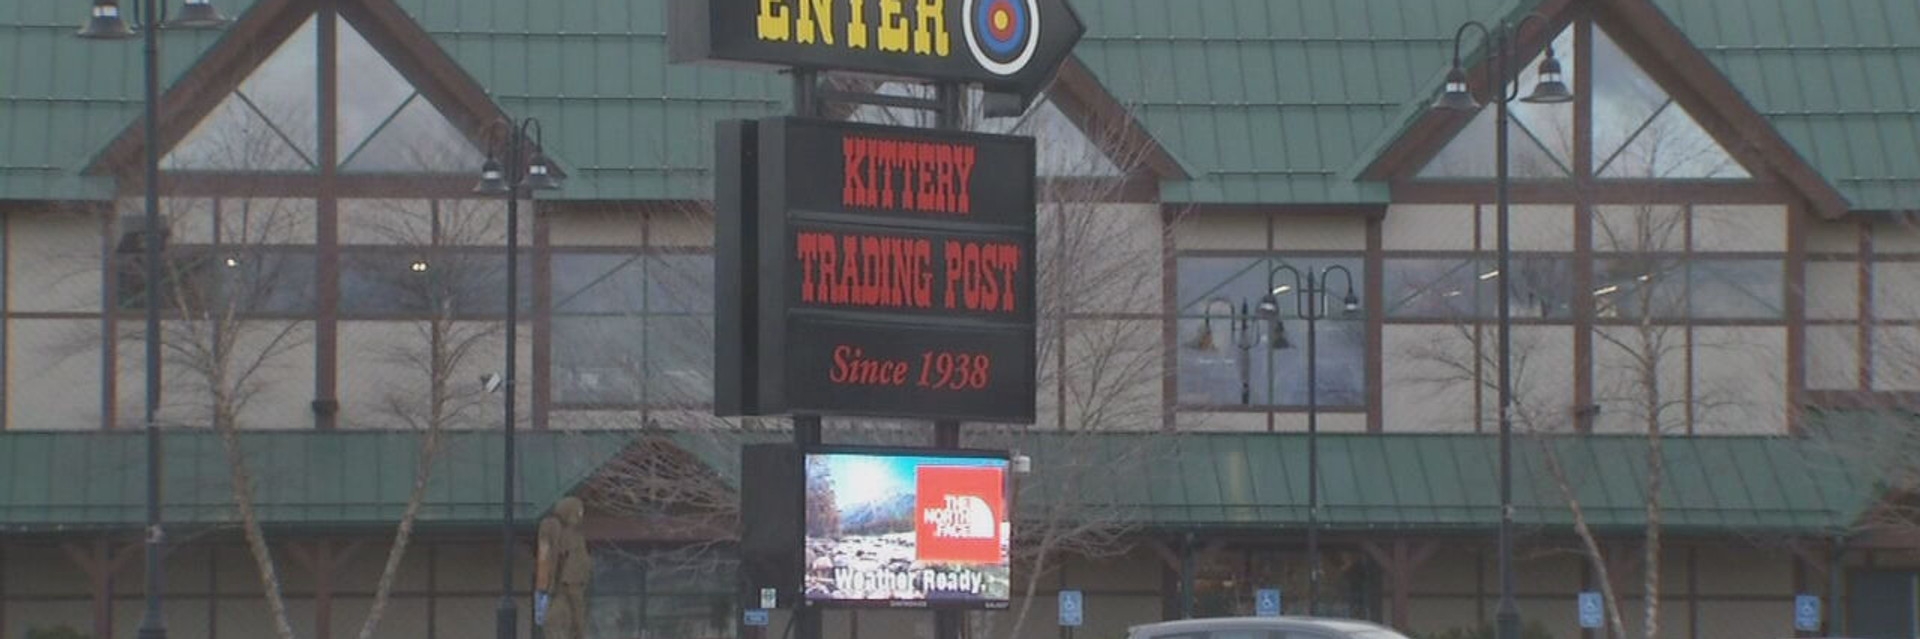 ENTER
KITTERY
TRADING POST
Since 1938
THE
NORTH
FACE
Weather Ready.